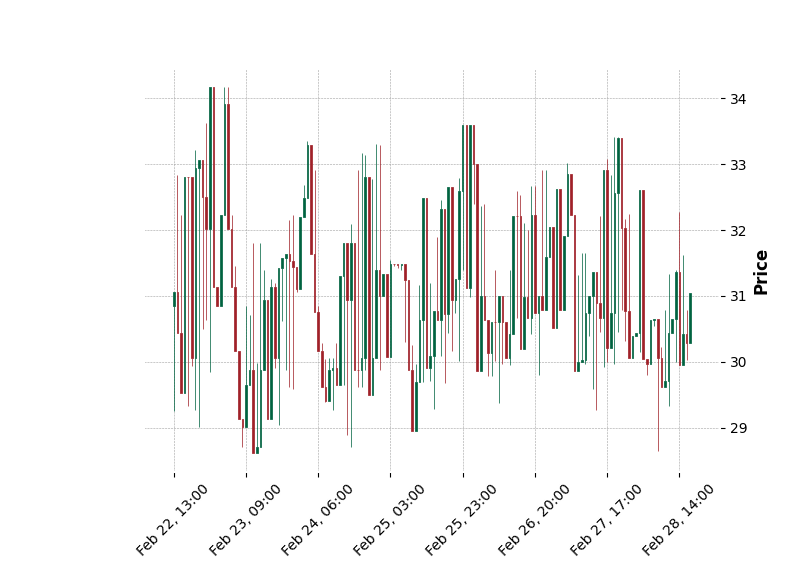 34
33
32
31
30
29
Price
Feb 22, 13:00
Feb 23, 09:00
Feb 24, 06:00
Feb 25, 03:00
Feb 25, 23:00
Feb 26, 20:00
Feb 27, 17:00
Feb 28, 14:00